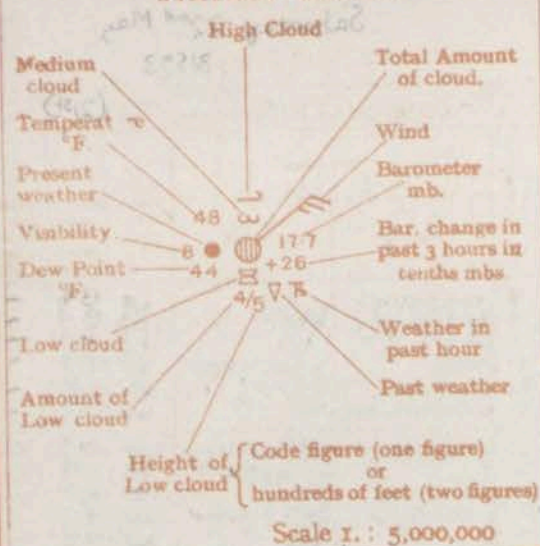 High Cloud
Medium cloud
Total Amount of cloud.
Temperat °F.
Wind
Present weather
Barometer mb.
48
Visibility
8
17·7
Bar. change in past 3 hours in tenths mbs
+26
Dew Point °F.
44
4/5
Low cloud
Weather in past hour
Amount of Low cloud
Past weather
Height of Low cloud
Code figure (one figure)
or
hundreds of feet (two figures)
Scale 1. : 5,000,000